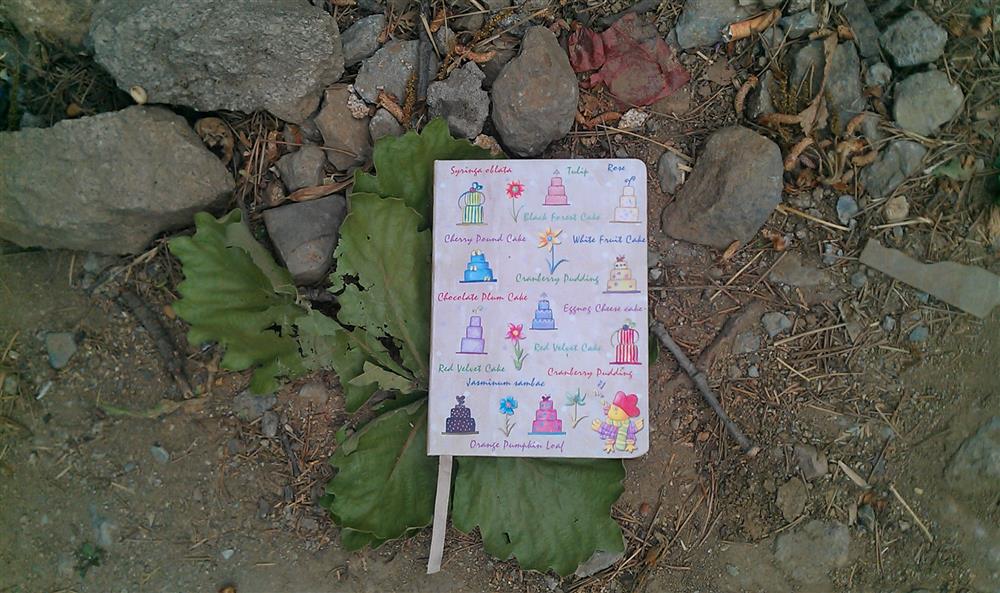 Syringa oblata
Tulip
Rose
Black Forest Cake
Cherry Pound Cake
White Fruit Cake
Cranberry Pudding
Chocolate Plum Cake
Eggnog Cheese cake
Red Velvet Cake
Red Velvet Cake
Cranberry Pudding
Jasminum sambac
Orange Pumpkin Loaf